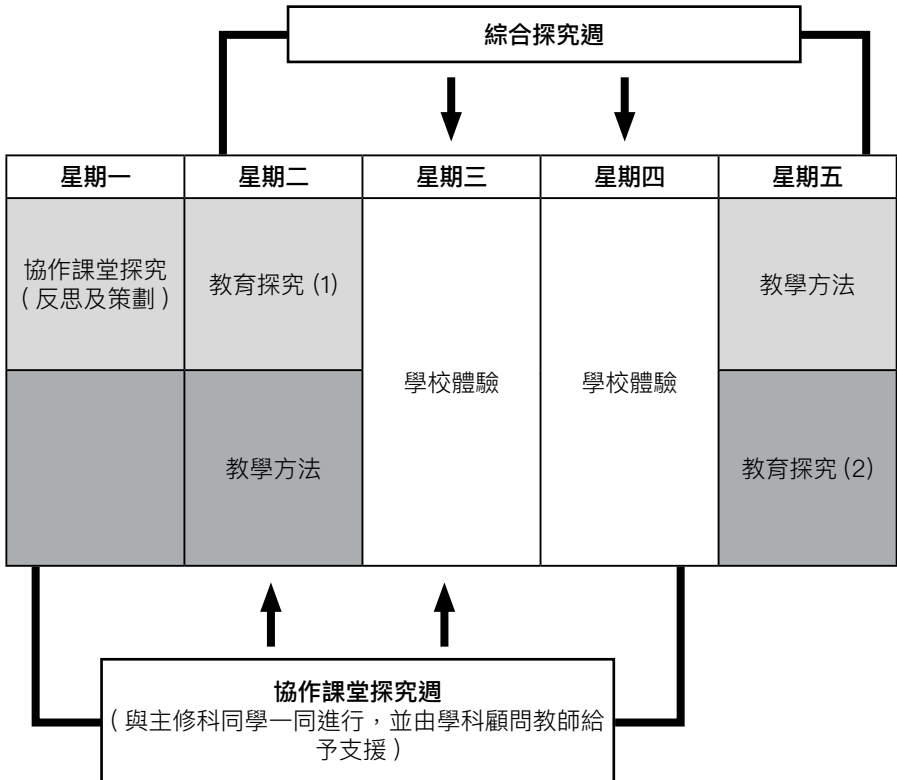 綜合探究週
星期一
星期二
星期三
星期四
星期五
協作課堂探究
（反思及策劃）
教育探究 (1)
學校體驗
學校體驗
教學方法
教學方法
教育探究 (2)
協作課堂探究週
（與主修科同學一同進行，並由學科顧問教師給
予支援）